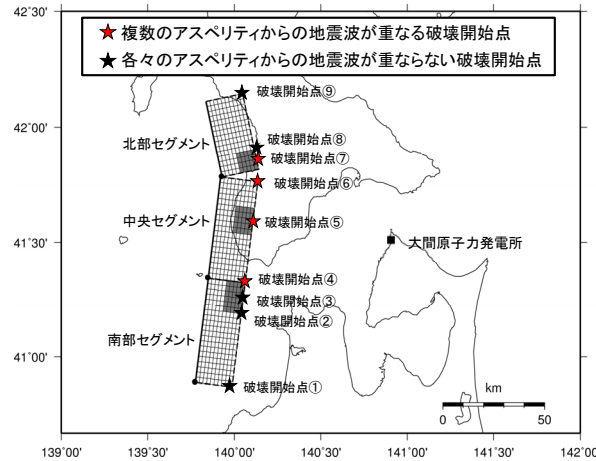 42°30'
★ 複数のアスペリティからの地震波が重なる破壊開始点
★ 各々のアスペリティからの地震波が重ならない破壊開始点
破壊開始点⑨
42°00'
破壊開始点⑧
北部セグメント
破壊開始点⑦
破壊開始点⑥
中央セグメント
破壊開始点⑤
41°30'
大間原子力発電所
破壊開始点④
破壊開始点③
破壊開始点②
南部セグメント
41°00'
破壊開始点①
km
0 50
139°00' 139°30' 140°00' 140°30' 141°00' 141°30' 142°00'